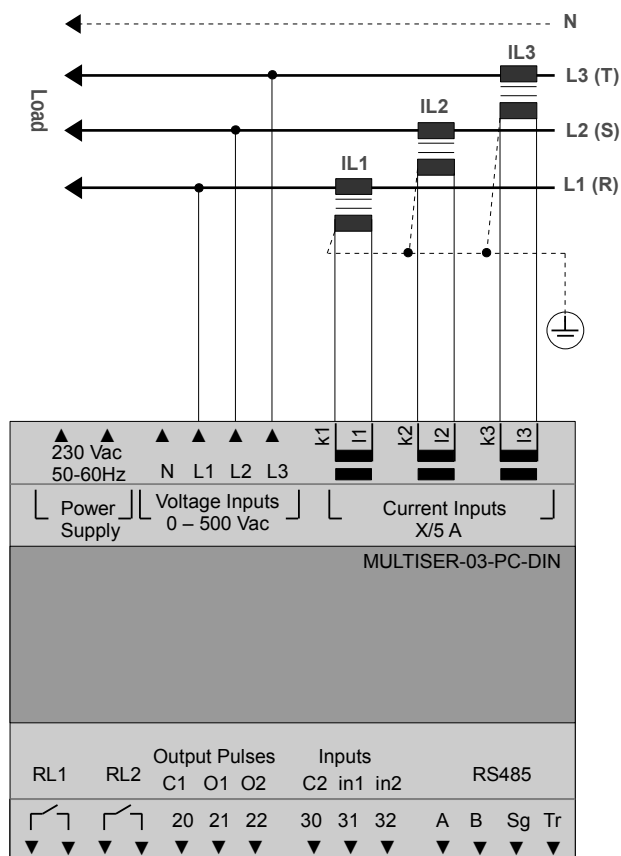 N
IL3
L3 (T)
IL2
L2 (S)
IL1
L1 (R)
Load
k1 l1 k2 l2 k3 l3
230 Vac
50-60Hz
N L1 L2 L3
Power
Supply
Voltage Inputs
0 – 500 Vac
Current Inputs
X/5 A
MULTISER-03-PC-DIN
Output Pulses Inputs
RL1 RL2 C1 O1 O2 C2 in1 in2 RS485
20 21 22 30 31 32 A B Sg Tr